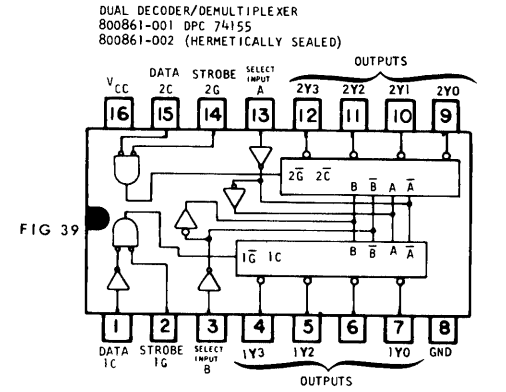 DUAL DECODER/DEMULTIPLEXER
800861-001 DPC 74155
800861-002 (HERMETICALLY SEALED)
OUTPUTS
VCC
DATA 2C
STROBE 2G
SELECT INPUT A
2Y3
2Y2
2Y1
2Y0
16
15
14
13
12
11
10
9
2G̅ 2C̅
B B̅ A A̅
FIG 39
1G̅ 1C
B B̅ A A̅
1
2
3
4
5
6
7
8
DATA 1C
STROBE 1G
SELECT INPUT B
1Y3
1Y2
1Y0
GND
OUTPUTS